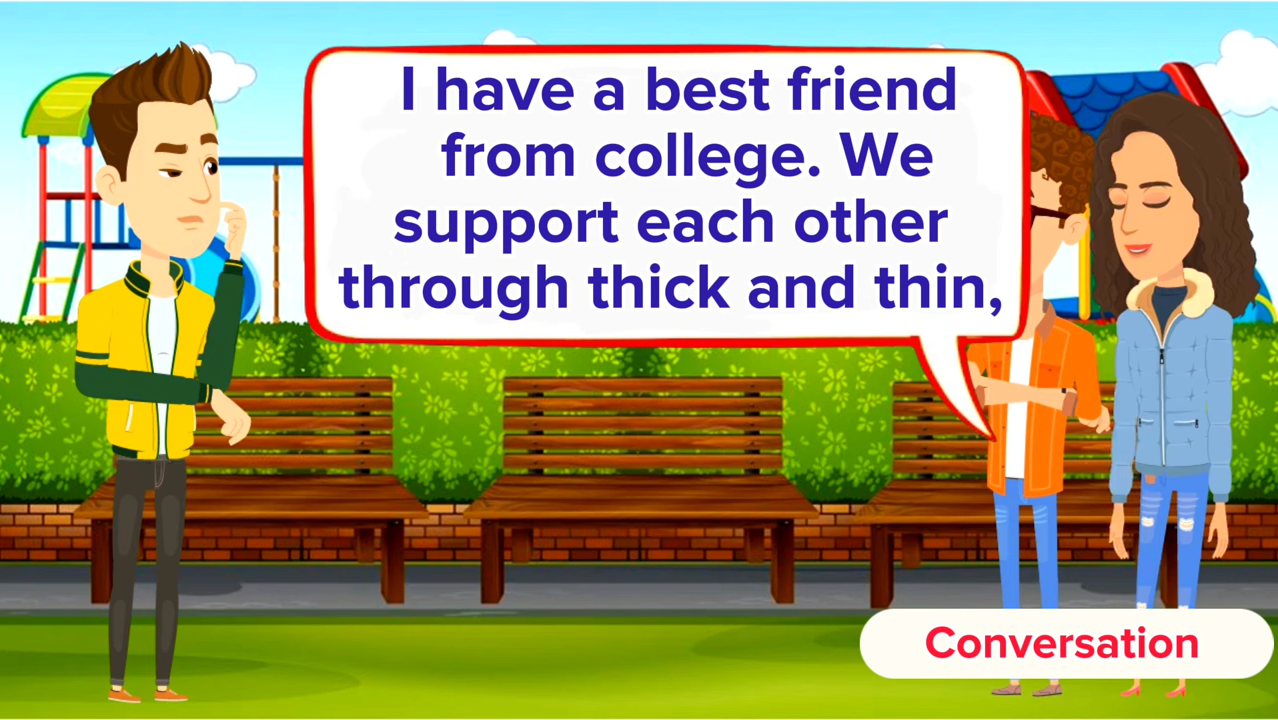 I have a best friend
from college. We
support each other
through thick and thin,
Conversation